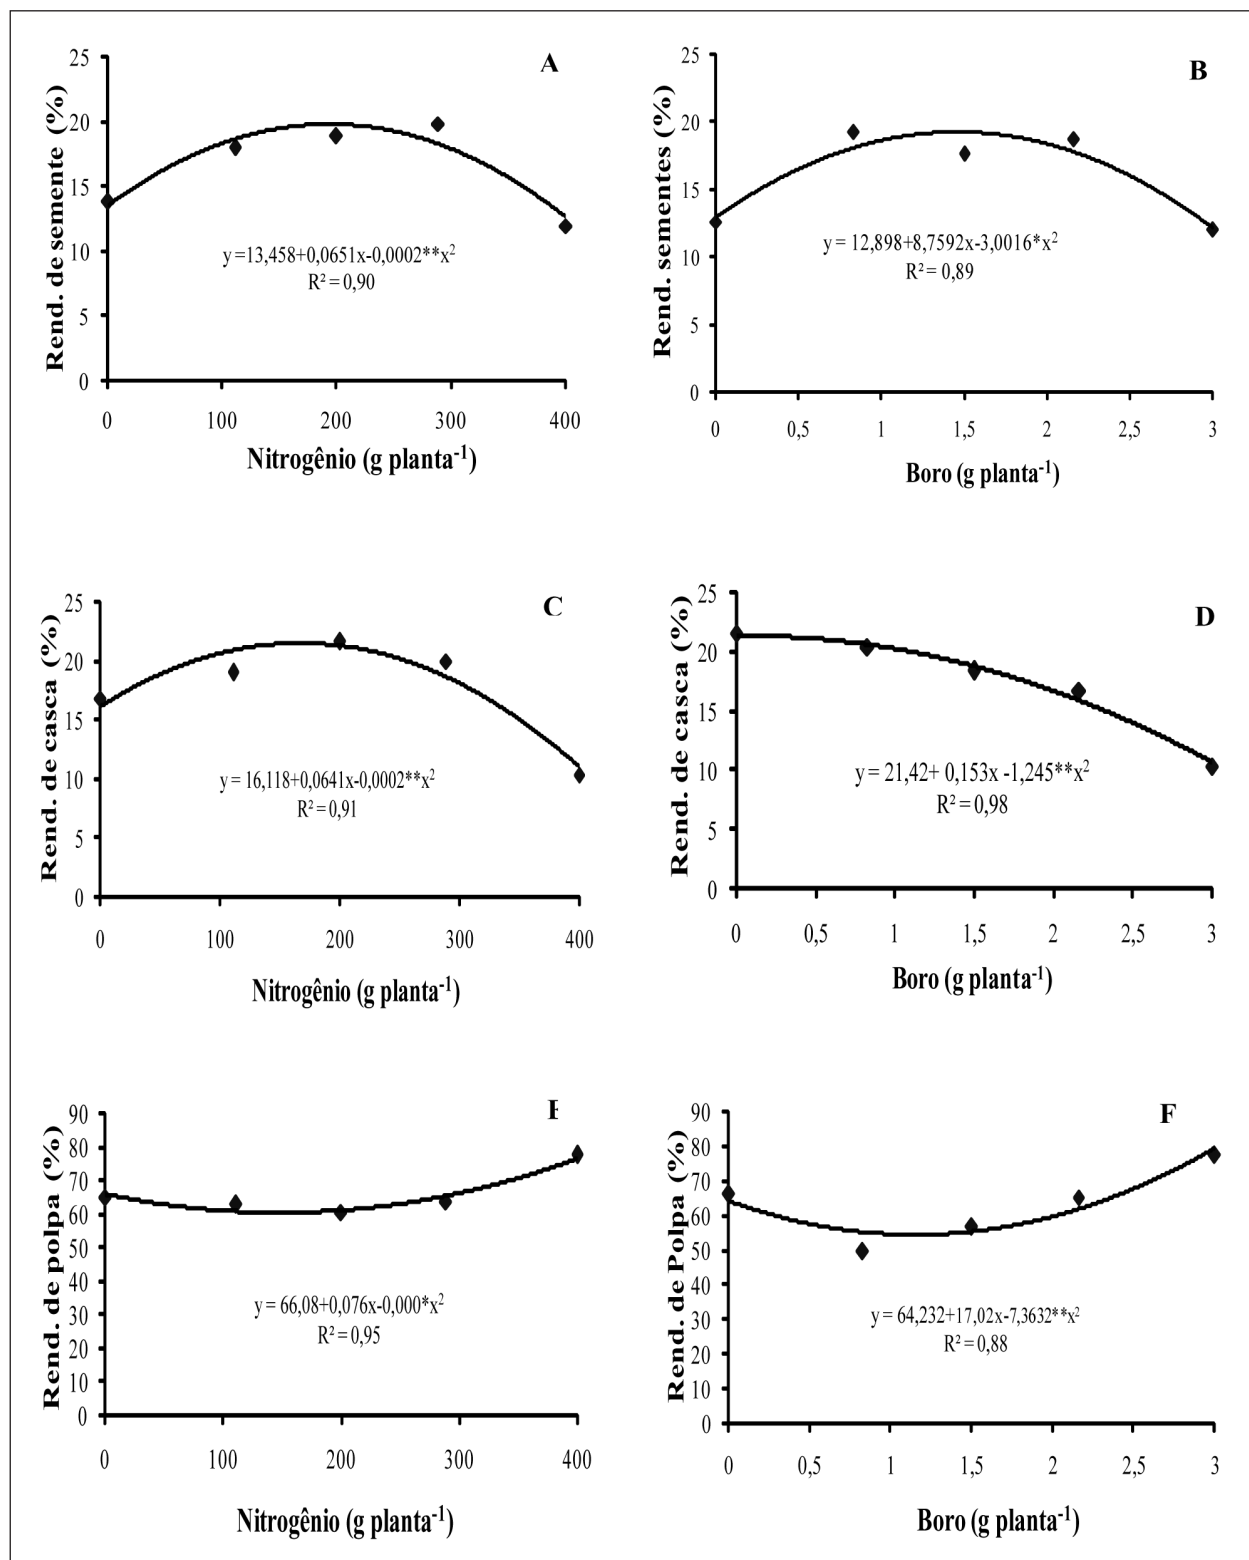 A
Rend. de semente (%)
25
20
15
10
5
0
y =13,458+0,0651x-0,0002**x²
R² = 0,90
0 100 200 300 400
Nitrogênio (g planta⁻¹)
B
Rend. sementes (%)
25
20
15
10
5
0
y = 12,898+8,7592x-3,0016*x²
R² = 0,89
0 0,5 1 1,5 2 2,5 3
Boro (g planta⁻¹)
C
Rend. de casca (%)
25
20
15
10
5
0
y = 16,118+0,0641x-0,0002**x²
R² = 0,91
0 100 200 300 400
Nitrogênio (g planta⁻¹)
D
Rend. de casca (%)
25
20
15
10
5
0
y = 21,42+ 0,153x -1,245**x²
R² = 0,98
0 0,5 1 1,5 2 2,5 3
Boro (g planta⁻¹)
Rend. de polpa (%)
90
80
70
60
50
40
30
20
10
0
y = 66,08+0,076x-0,000*x²
R² = 0,95
0 100 200 300 400
Nitrogênio (g planta⁻¹)
F
Rend. de Polpa (%)
90
80
70
60
50
40
30
20
10
0
y = 64,232+17,02x-7,3632**x²
R² = 0,88
0 0,5 1 1,5 2 2,5 3
Boro (g planta⁻¹)